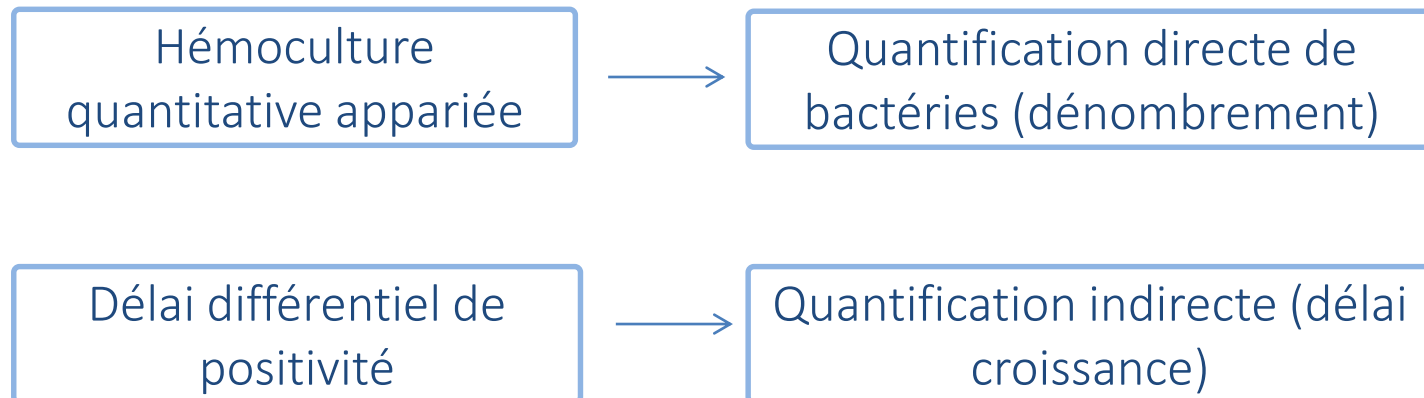 Hémoculture
quantitative appariée
Quantification directe de
bactéries (dénombrement)
Délai différentiel de
positivité
Quantification indirecte (délai
croissance)